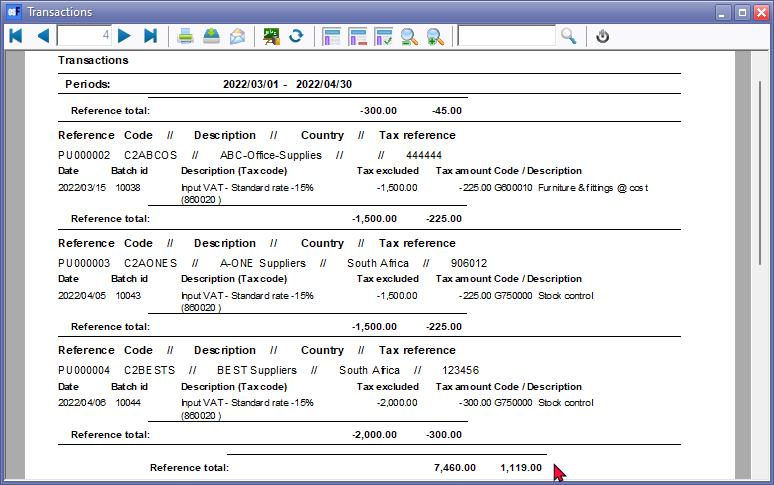 Transactions
4
Transactions
Periods: 2022/03/01 - 2022/04/30
Reference total: -300.00 -45.00
Reference Code // Description // Country // Tax reference
PU000002 C2ABCOS // ABC-Office-Supplies // // 444444
Date Batch id Description (Tax code) Tax excluded Tax amount Code / Description
2022/03/15 10038 Input VAT - Standard rate -15% -1,500.00 -225.00 G600010 Furniture & fittings @ cost
(860020 )
Reference total: -1,500.00 -225.00
Reference Code // Description // Country // Tax reference
PU000003 C2AONES // A-ONE Suppliers // South Africa // 906012
Date Batch id Description (Tax code) Tax excluded Tax amount Code / Description
2022/04/05 10043 Input VAT - Standard rate -15% -1,500.00 -225.00 G750000 Stock control
(860020 )
Reference total: -1,500.00 -225.00
Reference Code // Description // Country // Tax reference
PU000004 C2BESTS // BEST Suppliers // South Africa // 123456
Date Batch id Description (Tax code) Tax excluded Tax amount Code / Description
2022/04/06 10044 Input VAT - Standard rate -15% -2,000.00 -300.00 G750000 Stock control
(860020 )
Reference total: -2,000.00 -300.00
Reference total: 7,460.00 1,119.00